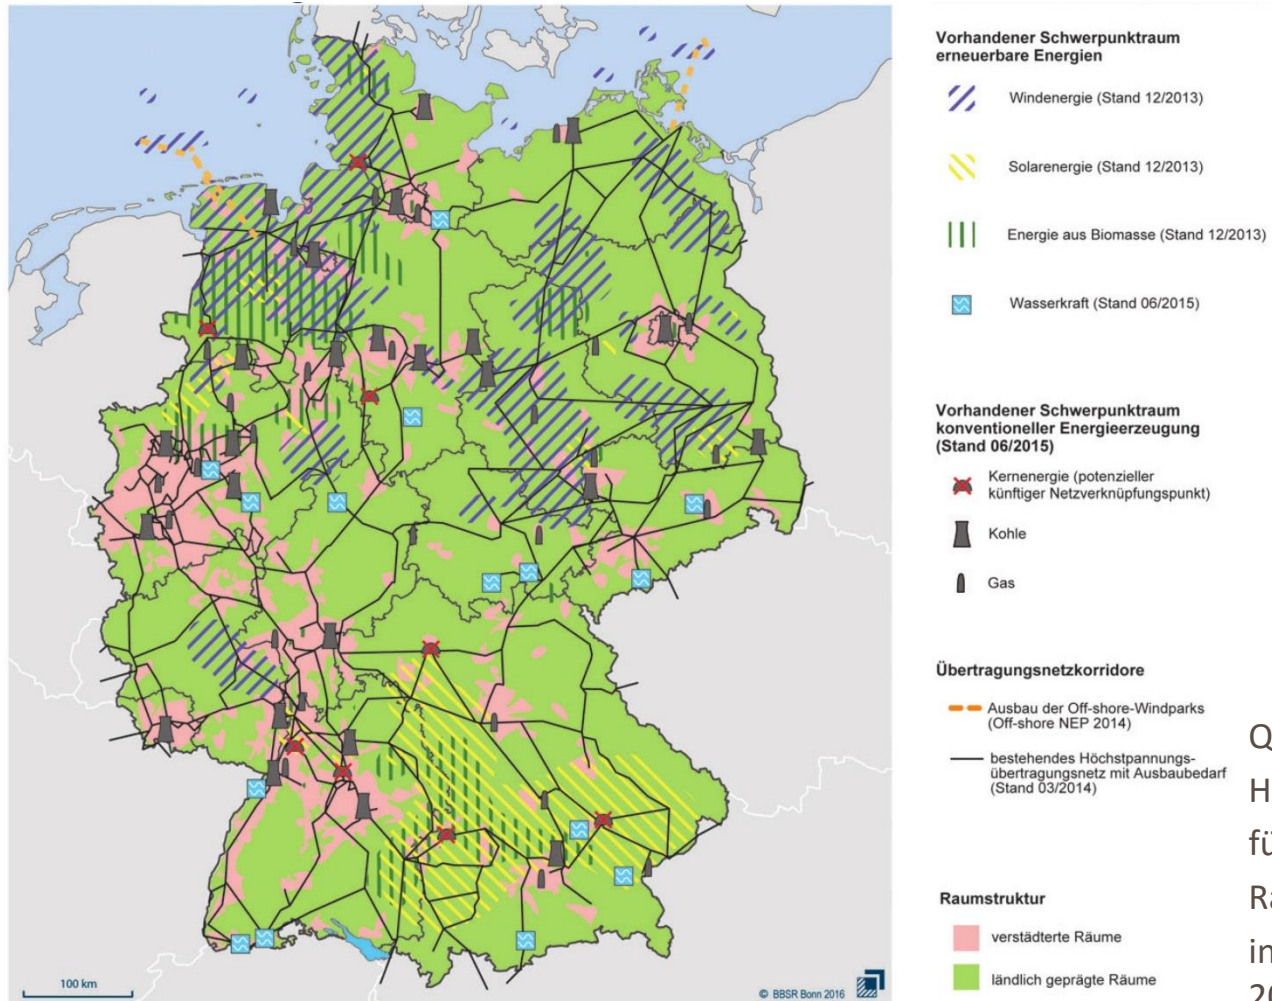 Vorhandener Schwerpunktraum
erneuerbare Energien
Windenergie (Stand 12/2013)
Solarenergie (Stand 12/2013)
Energie aus Biomasse (Stand 12/2013)
Wasserkraft (Stand 06/2015)
Vorhandener Schwerpunktraum
konventioneller Energieerzeugung
(Stand 06/2015)
Kernenergie (potenzieller
künftiger Netzverknüpfungspunkt)
Kohle
Gas
Übertragungsnetzkorridore
Ausbau der Off-shore-Windparks
(Off-shore NEP 2014)
bestehendes Höchstpannungs-
übertragungsnetz mit Ausbaubedarf
(Stand 03/2014)
Raumstruktur
verstädterte Räume
ländlich geprägte Räume
100 km
© BBSR Bonn 2016